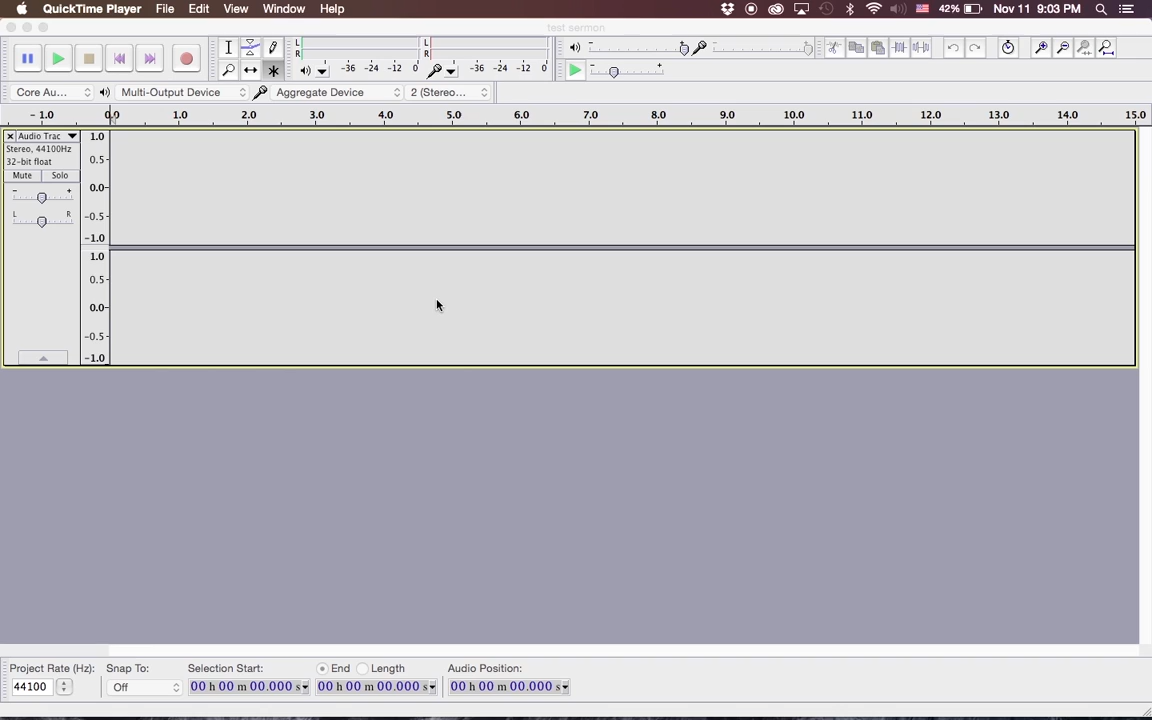 QuickTime Player File Edit View Window Help 42% Nov 11 9:03 PM
test sermon
L R L R
-36 -24 -12 0 -36 -24 -12 0
Core Au... Multi-Output Device Aggregate Device 2 (Stereo...
-1.0 0.0 1.0 2.0 3.0 4.0 5.0 6.0 7.0 8.0 9.0 10.0 11.0 12.0 13.0 14.0 15.0
Audio Trac
Stereo, 44100Hz
32-bit float
Mute Solo
- +
L R
1.0
0.5-
0.0-
-0.5-
-1.0
1.0
0.5-
0.0-
-0.5-
-1.0
Project Rate (Hz): Snap To: Selection Start: End Length Audio Position:
44100 Off 00 h 00 m 00.000 s 00 h 00 m 00.000 s 00 h 00 m 00.000 s